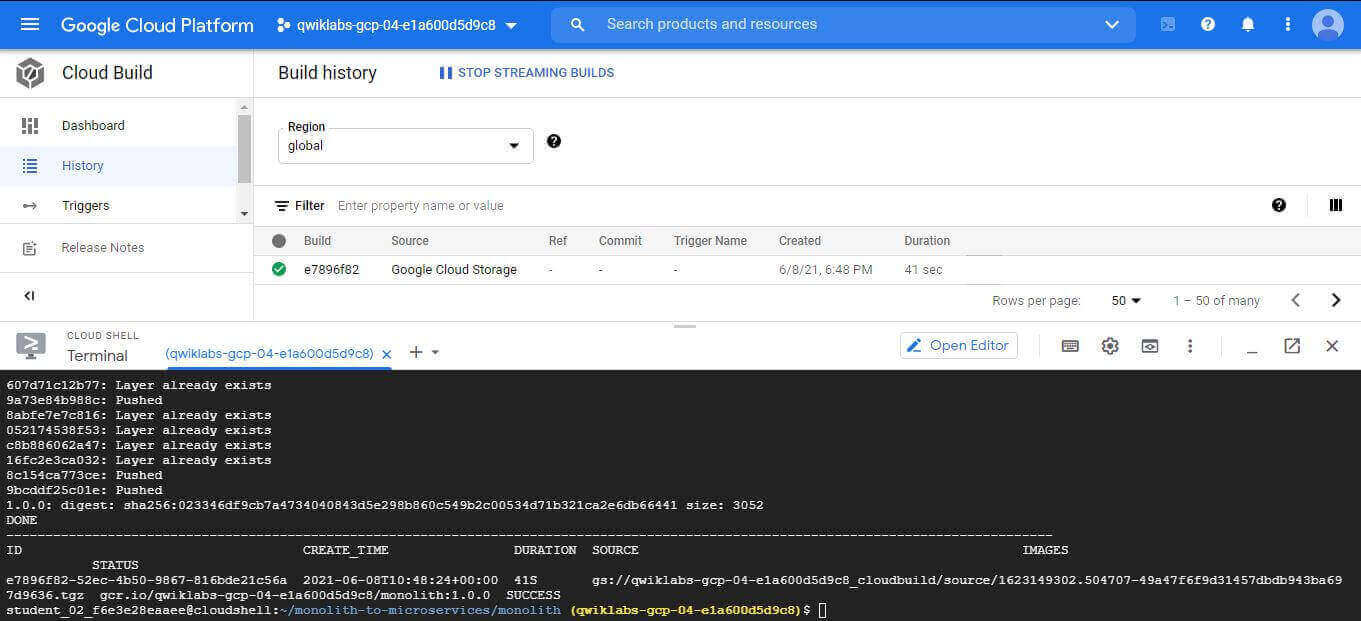 Google Cloud Platform
qwiklabs-gcp-04-e1a600d5d9c8
Search products and resources
Cloud Build
Build history
STOP STREAMING BUILDS
Dashboard
History
Triggers
Release Notes
Region
global
Filter Enter property name or value
Build Source Ref Commit Trigger Name Created Duration
e7896f82 Google Cloud Storage - - - 6/8/21, 6:48 PM 41 sec
Rows per page: 50 1 – 50 of many
CLOUD SHELL
Terminal
(qwiklabs-gcp-04-e1a600d5d9c8)
Open Editor
607d71c12b77: Layer already exists
9a73e84b988c: Pushed
8abfe7e7c816: Layer already exists
052174538f53: Layer already exists
c8b886062a47: Layer already exists
16fc2e3ca032: Layer already exists
8c154ca773ce: Pushed
9bcddf25c01e: Pushed
1.0.0: digest: sha256:023346df9cb7a4734040843d5e298b860c549b2c00534d71b321ca2e6db66441 size: 3052
DONE
--------------------------------------------------------------------------------------------------------------------------------------
ID CREATE_TIME DURATION SOURCE IMAGES
STATUS
e7896f82-52ec-4b50-9867-816bde21c56a 2021-06-08T10:48:24+00:00 41S gs://qwiklabs-gcp-04-e1a600d5d9c8_cloudbuild/source/1623149302.504707-49a47f6f9d31457dbdb943ba69
7d9636.tgz gcr.io/qwiklabs-gcp-04-e1a600d5d9c8/monolith:1.0.0 SUCCESS
student_02_f6e3e28eaaee@cloudshell:~/monolith-to-microservices/monolith (qwiklabs-gcp-04-e1a600d5d9c8)$